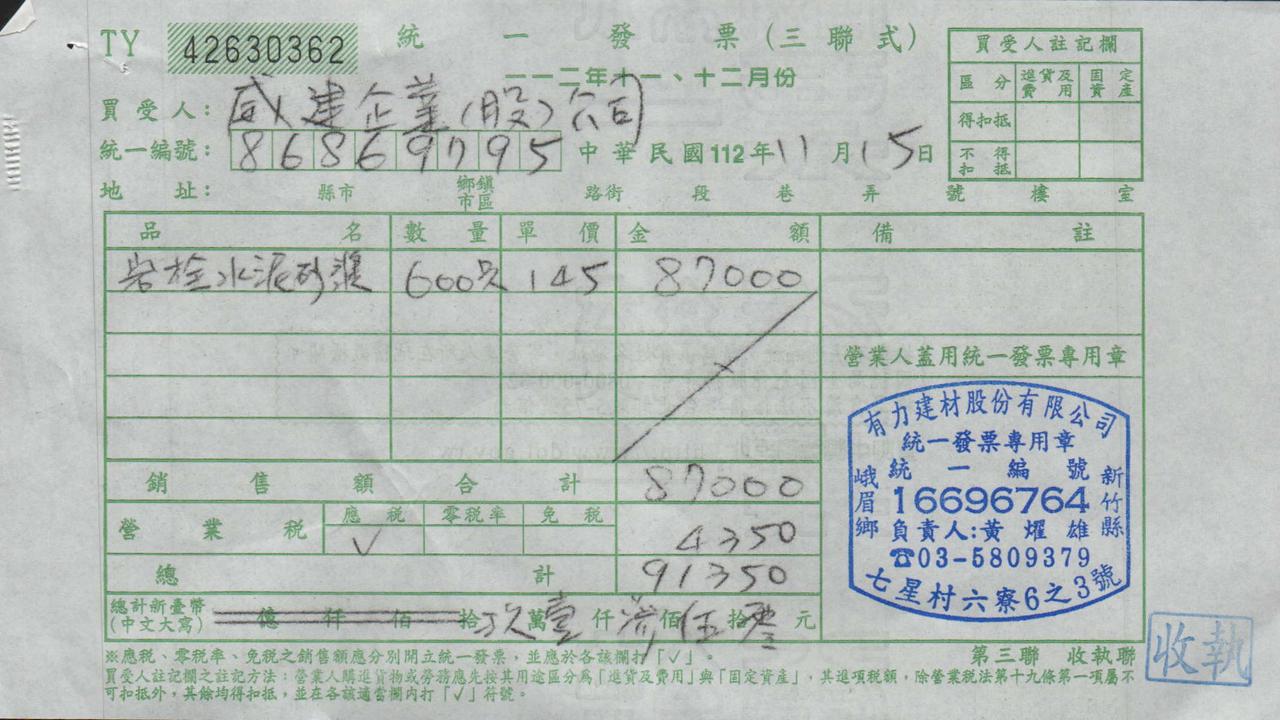 TY 42630362 統一發票(三聯式)
一一二年十一、十二月份
買受人: 威建企業(股)公司
統一編號: 86869795 中華民國112年11月15日
地址: 縣市 鄉鎮市區 路街 段 巷 弄 號 樓 室
買受人註記欄
區分 進貨及費用 固定資產
得扣抵
不得扣抵
品名 數量 單價 金額 備註
岩栓水泥砂漿 600只 145 87000
營業人蓋用統一發票專用章
銷售額合計 87000
營業稅 應稅 零稅率 免稅
√ 4350
總計 91350
總計新臺幣(中文大寫) 億 仟 佰 拾玖萬壹仟叁佰伍拾零元
有力建材股份有限公司
統一發票專用章
統一編號
16696764
負責人:黃燿雄
☎03-5809379
新竹縣
峨眉鄉
七星村六寮6之3號
第三聯 收執聯
收執
※應稅、零稅率、免稅之銷售額應分別開立統一發票,並應於各該欄打「√」。
買受人註記欄之註記方法:營業人購進貨物或勞務應先按其用途區分為「進貨及費用」與「固定資產」,其進項稅額,除營業稅法第十九條第一項屬不
可扣抵外,其餘均得扣抵,並在各該適當欄內打「√」符號。